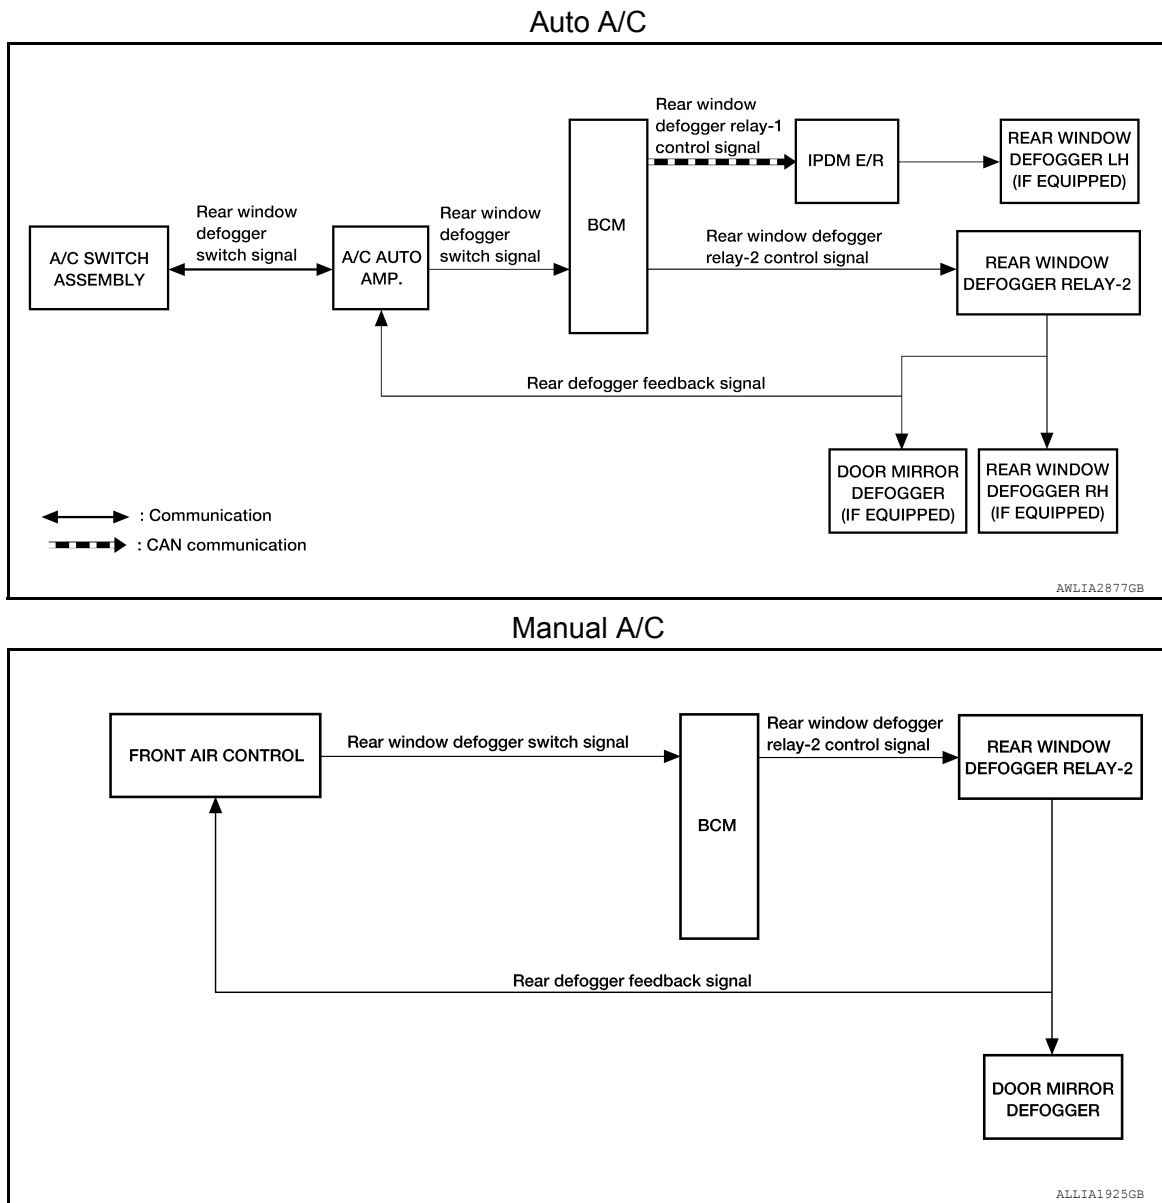 Auto A/C
Rear window
defogger relay-1
control signal
BCM
IPDM E/R
REAR WINDOW
DEFOGGER LH
(IF EQUIPPED)
A/C SWITCH
ASSEMBLY
Rear window
defogger
switch signal
A/C AUTO
AMP.
Rear window
defogger
switch signal
Rear window defogger
relay-2 control signal
REAR WINDOW
DEFOGGER RELAY-2
Rear defogger feedback signal
DOOR MIRROR
DEFOGGER
(IF EQUIPPED)
REAR WINDOW
DEFOGGER RH
(IF EQUIPPED)
: Communication
: CAN communication
AWLIA2877GB
Manual A/C
FRONT AIR CONTROL
Rear window defogger switch signal
BCM
Rear window defogger
relay-2 control signal
REAR WINDOW
DEFOGGER RELAY-2
Rear defogger feedback signal
DOOR MIRROR
DEFOGGER
ALLIA1925GB